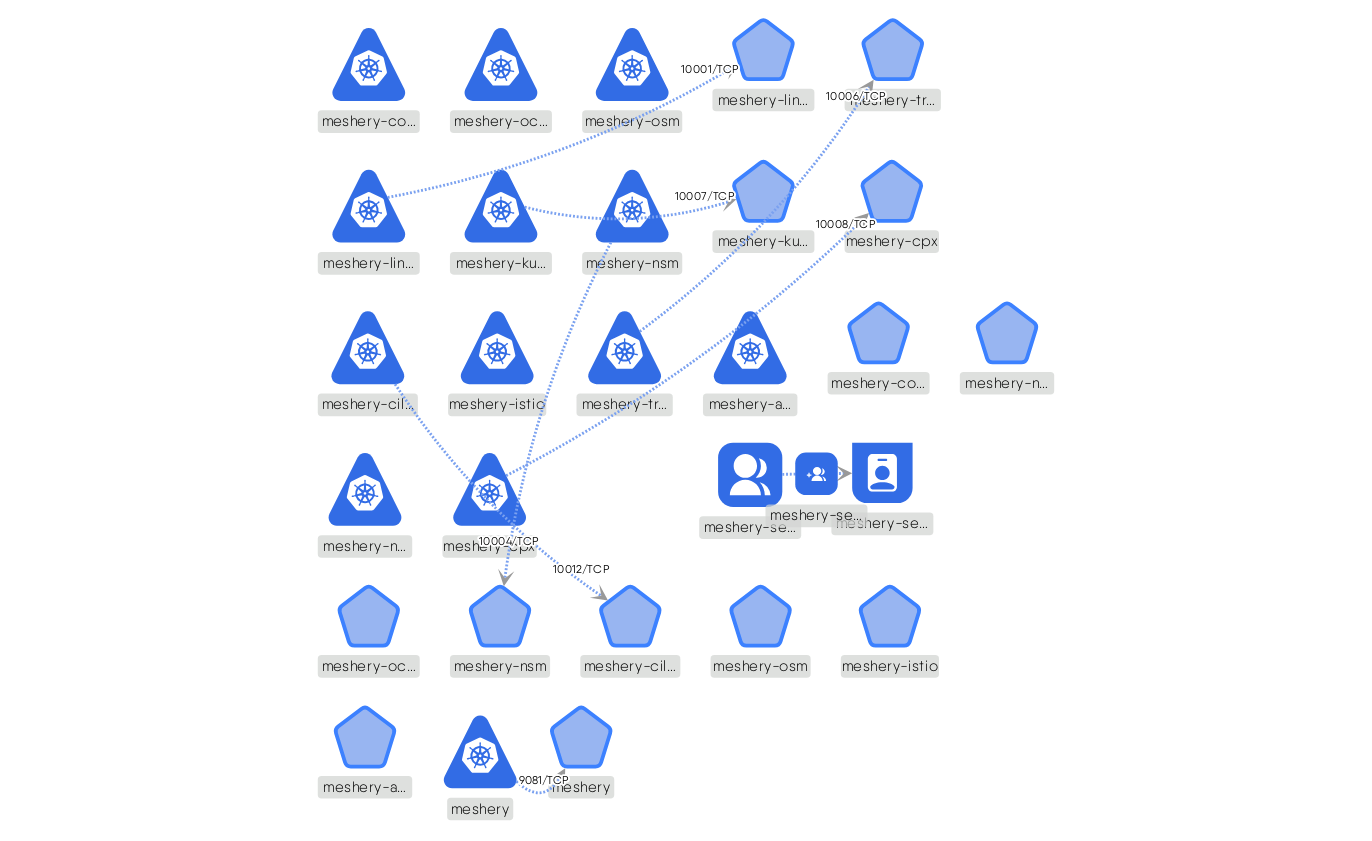 10001/TCP
meshery-co...
meshery-oc...
meshery-osm
meshery-lin...
10006/TCP
meshery-tr...
10007/TCP
meshery-lin...
meshery-ku...
meshery-nsm
meshery-ku...
10008/TCP
meshery-cpx
meshery-cil...
meshery-istio
meshery-tr...
meshery-a...
meshery-co...
meshery-n...
meshery-n...
meshery-cpx
meshery-se...
meshery-se...
meshery-se...
10004/TCP
10012/TCP
meshery-oc...
meshery-nsm
meshery-cil...
meshery-osm
meshery-istio
meshery-a...
meshery
9081/TCP
meshery